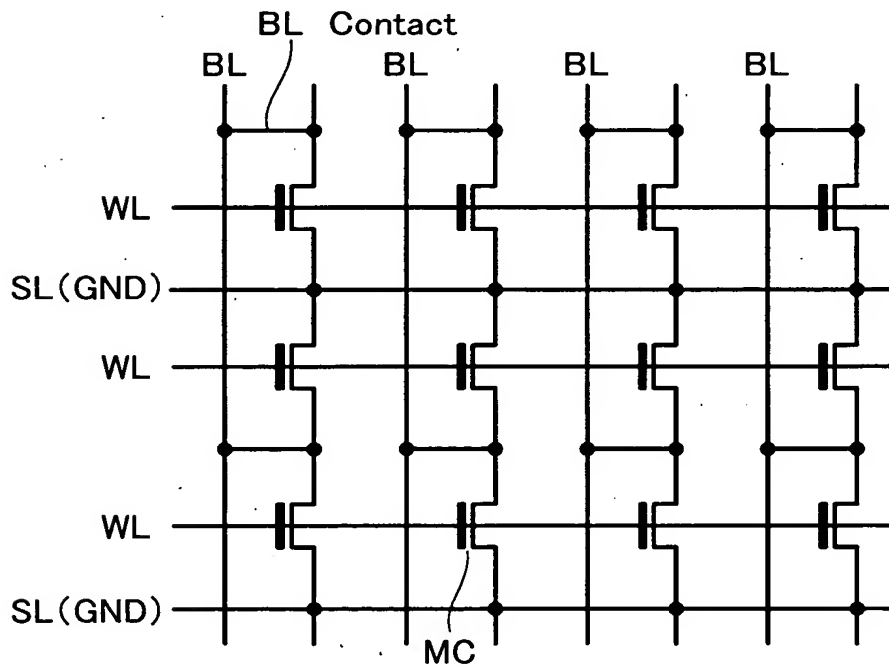 BL Contact
BL BL BL BL
WL
SL(GND)
WL
WL
SL(GND)
MC